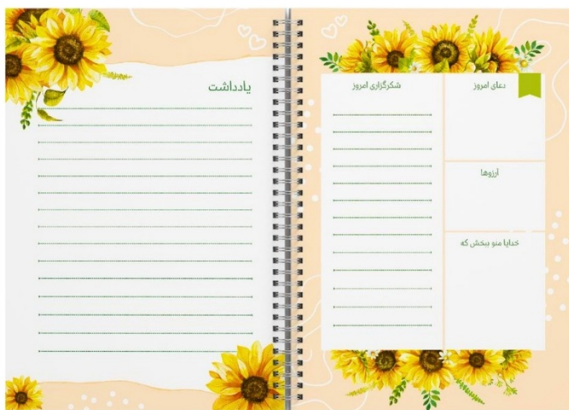 یادداشت
دعای امروز
شکرگزاری امروز
آرزوها
خدایا منو ببخش که